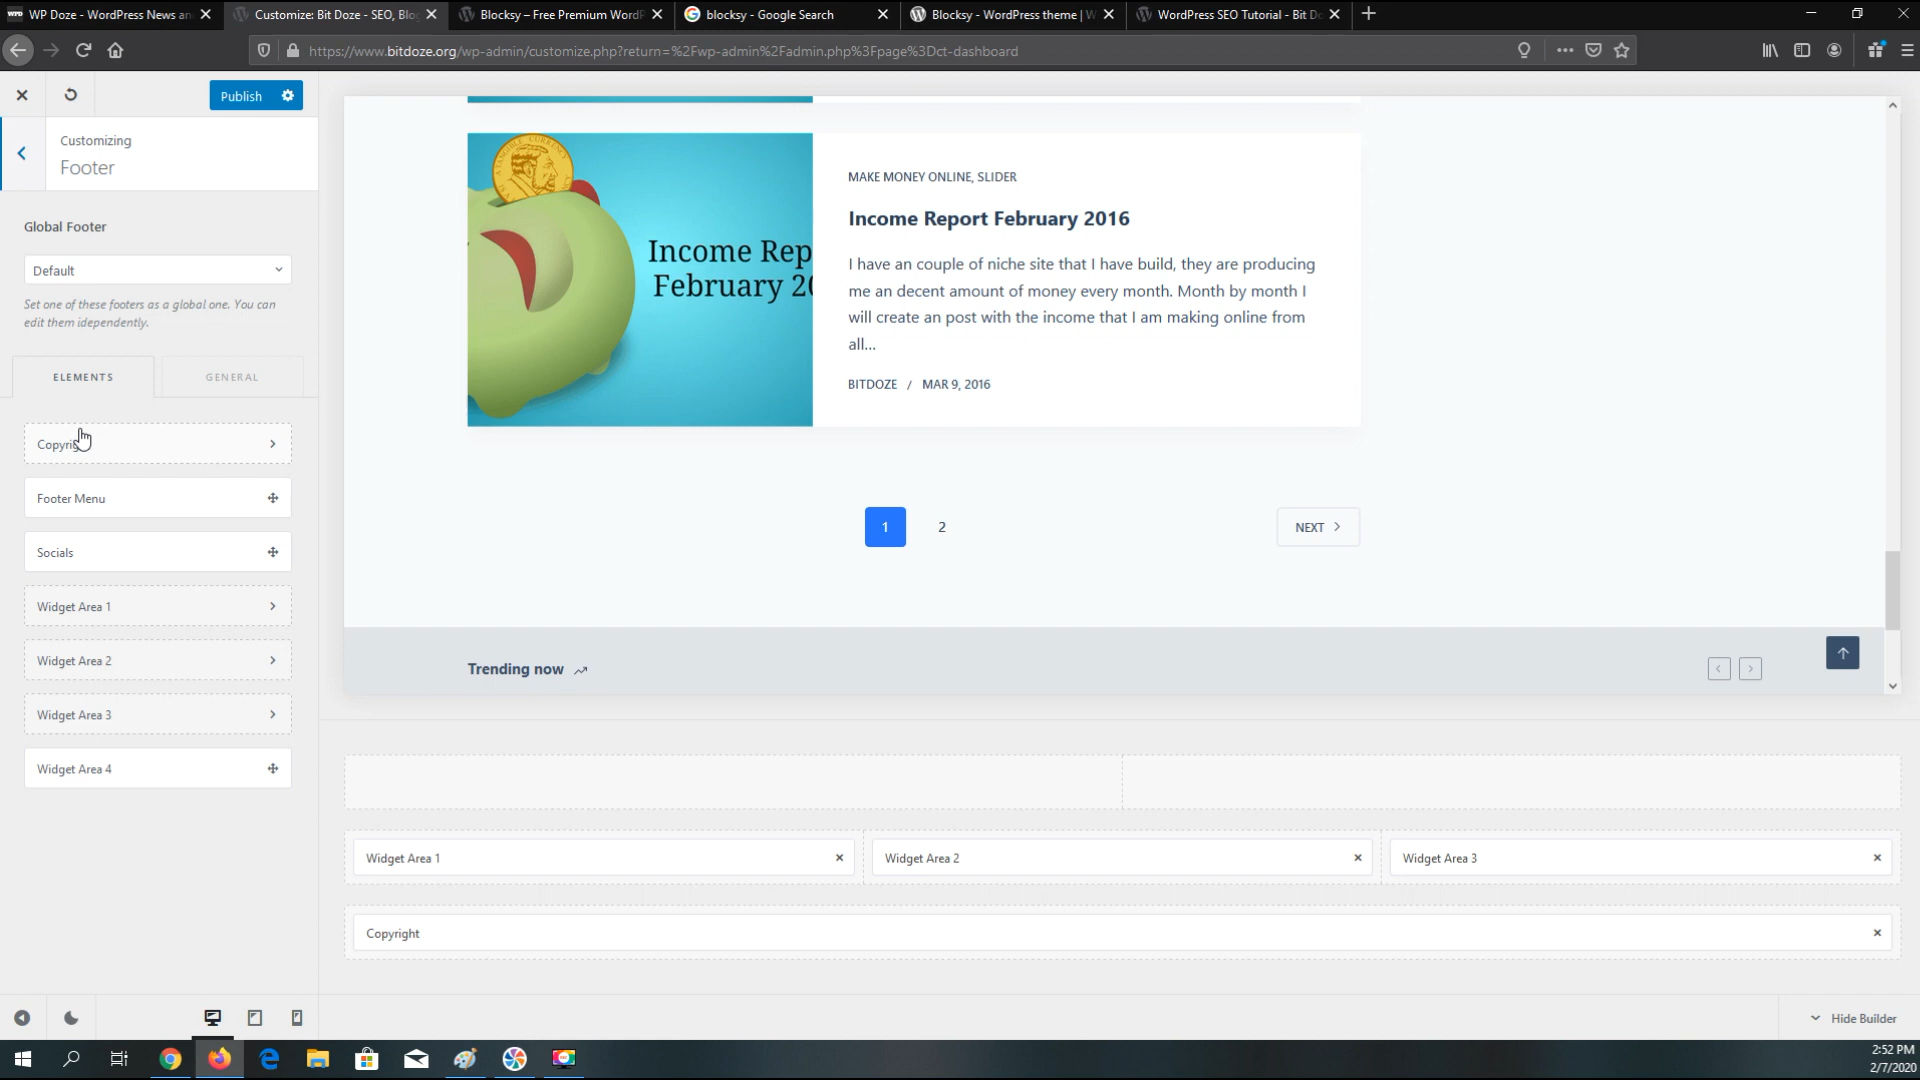 WP Doze - WordPress News an
Customize: Bit Doze - SEO, Blog
Blocksy – Free Premium WordP
blocksy - Google Search
Blocksy - WordPress theme | W
WordPress SEO Tutorial - Bit Do
https://www.bitdoze.org/wp-admin/customize.php?return=%2Fwp-admin%2Fadmin.php%3Fpage%3Dct-dashboard
Publish
Customizing
Footer
Global Footer
Default
Set one of these footers as a global one. You can
edit them idependently.
ELEMENTS
GENERAL
Copyrig
Footer Menu
Socials
Widget Area 1
Widget Area 2
Widget Area 3
Widget Area 4
TANGIBLE CURRENCY
Income Rep
February 20
MAKE MONEY ONLINE, SLIDER
Income Report February 2016
I have an couple of niche site that I have build, they are producing
me an decent amount of money every month. Month by month I
will create an post with the income that I am making online from
all...
BITDOZE / MAR 9, 2016
1
2
NEXT
Trending now
Widget Area 1
Widget Area 2
Widget Area 3
Copyright
Hide Builder
2:52 PM
2/7/2020